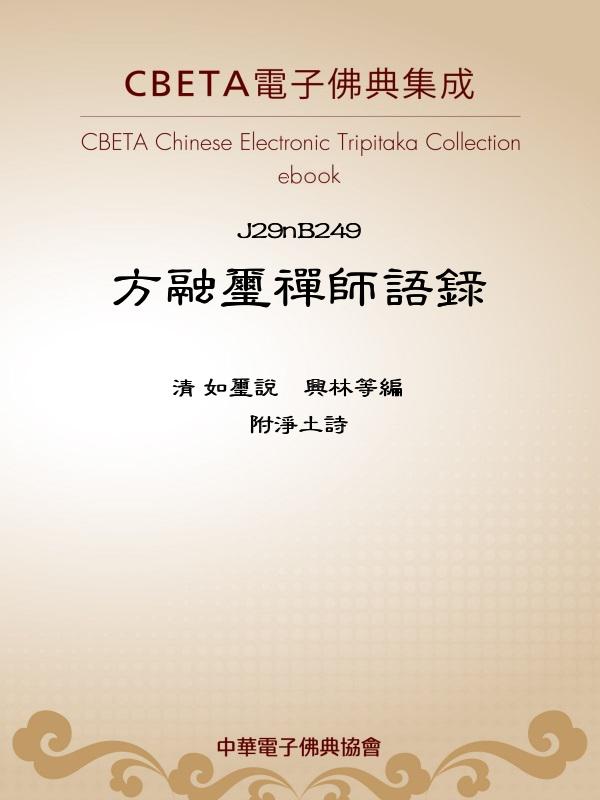 CBETA電子佛典集成
CBETA Chinese Electronic Tripitaka Collection
ebook
J29nB249
方融璽禪師語錄
清 如璽說　興林等編
附淨土詩
中華電子佛典協會